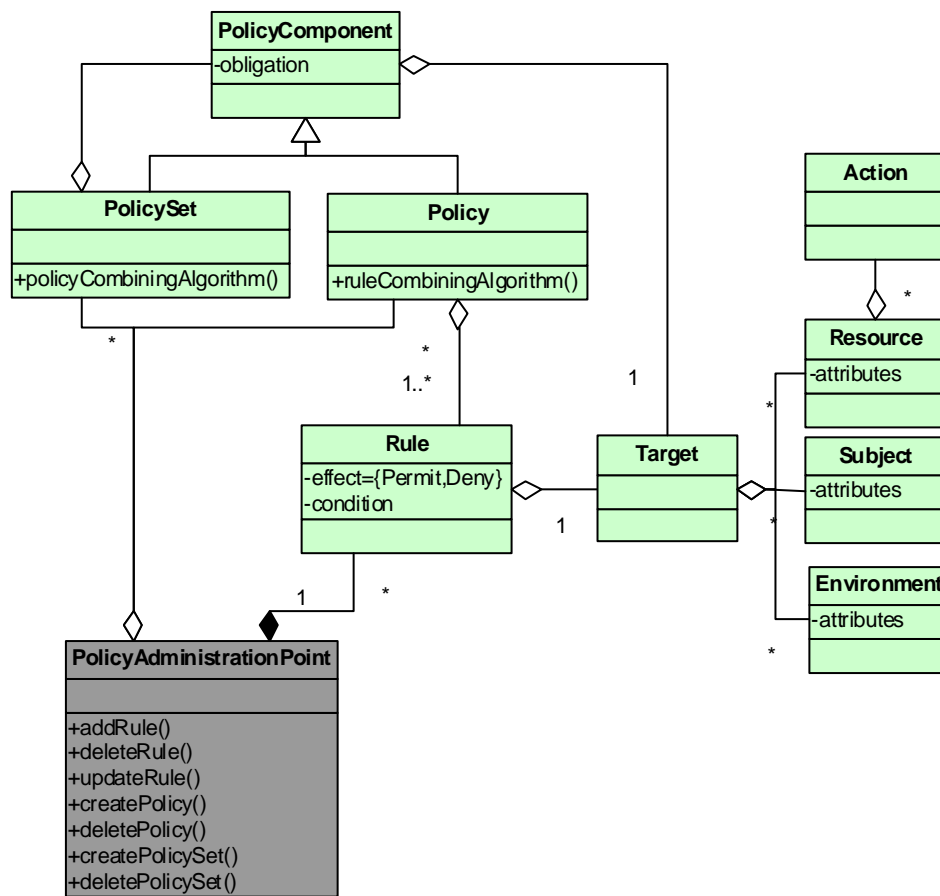 PolicyComponent
-obligation
PolicySet
+policyCombiningAlgorithm()
Policy
+ruleCombiningAlgorithm()
Action
*
Resource
-attributes
*
*
1..*
1
*
Rule
-effect={Permit,Deny}
-condition
1
Target
Subject
-attributes
*
Environment
-attributes
*
1
*
PolicyAdministrationPoint
+addRule()
+deleteRule()
+updateRule()
+createPolicy()
+deletePolicy()
+createPolicySet()
+deletePolicySet()